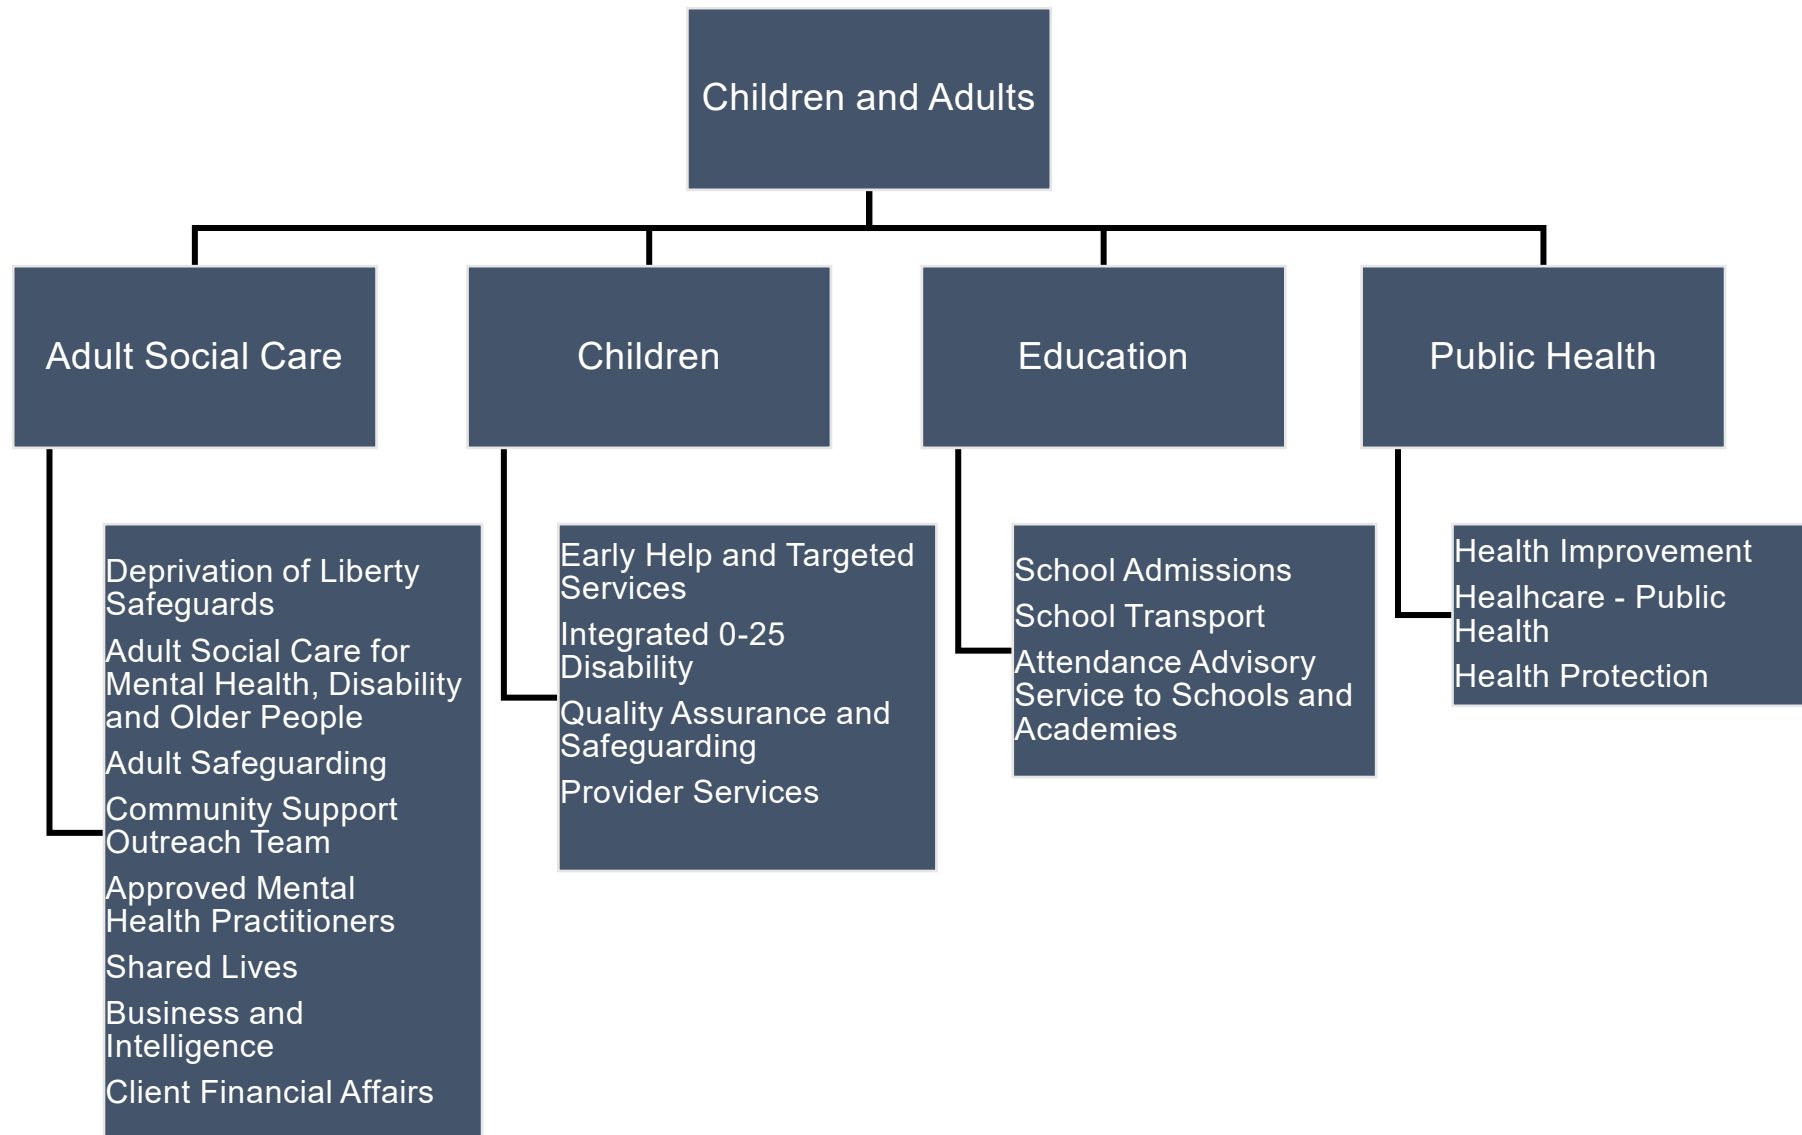 Children and Adults
Adult Social Care
Children
Education
Public Health
Deprivation of Liberty
Safeguards
Adult Social Care for
Mental Health, Disability
and Older People
Adult Safeguarding
Community Support
Outreach Team
Approved Mental
Health Practitioners
Shared Lives
Business and
Intelligence
Client Financial Affairs
Early Help and Targeted
Services
Integrated 0-25
Disability
Quality Assurance and
Safeguarding
Provider Services
School Admissions
School Transport
Attendance Advisory
Service to Schools and
Academies
Health Improvement
Healhcare - Public
Health
Health Protection